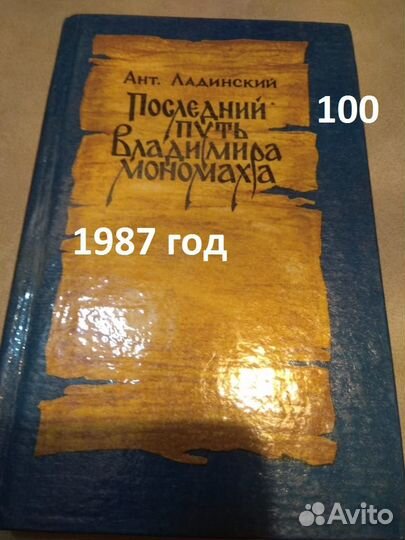 Ант. Ладинский
Последний
путь
Владимира
Мономаха
100
1987 год
Avito